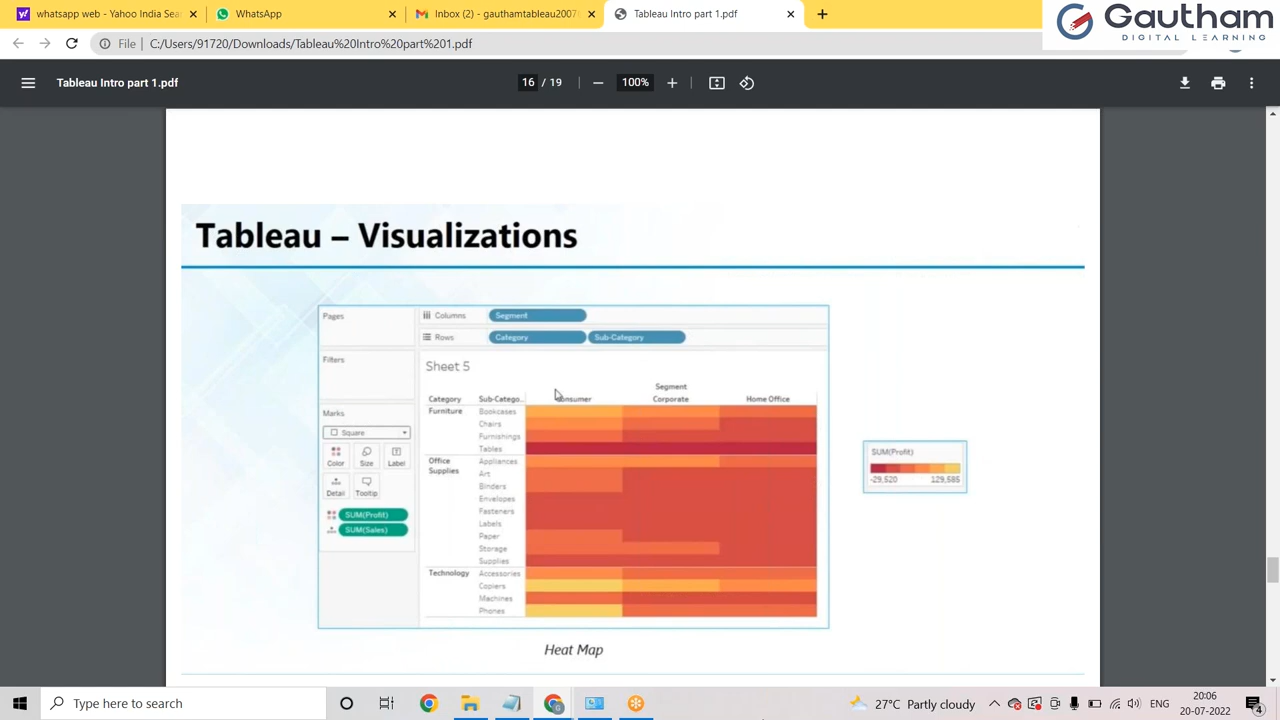 whatsapp web - Yahoo India Sea
WhatsApp
Inbox (2) - gauthamtableau2007
Tableau Intro part 1.pdf
Gautham
DIGITAL LEARNING
File
C:/Users/91720/Downloads/Tableau%20Intro%20part%201.pdf
Tableau Intro part 1.pdf
16 / 19
100%
Tableau – Visualizations
Pages
Columns
Segment
Rows
Category
Sub-Category
Filters
Sheet 5
Segment
Category
Sub-Catego..
Consumer
Corporate
Home Office
Marks
Square
Color
Size
Label
Detail
Tooltip
SUM(Profit)
SUM(Sales)
Furniture
Bookcases
Chairs
Furnishings
Tables
Office
Supplies
Appliances
Art
Binders
Envelopes
Fasteners
Labels
Paper
Storage
Supplies
Technology
Accessories
Copiers
Machines
Phones
SUM(Profit)
-29,520
129,585
Heat Map
Type here to search
27°C Partly cloudy
20:06
20-07-2022
4